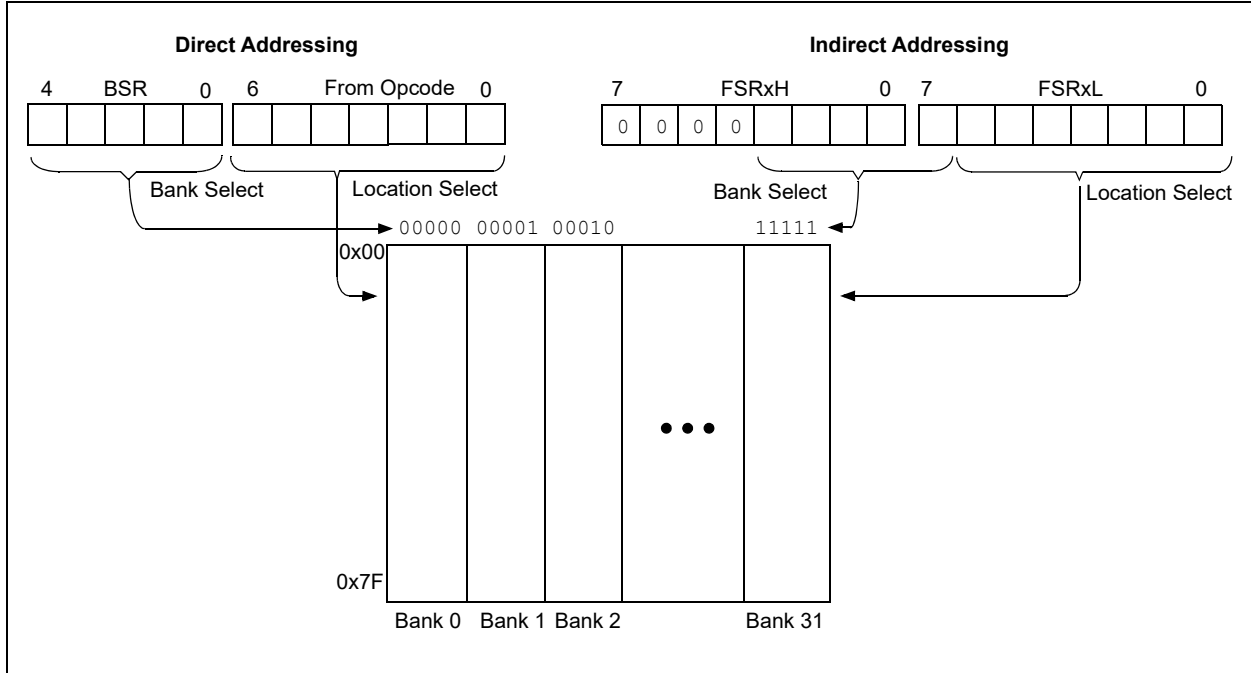 Direct Addressing
Indirect Addressing
4 BSR 0 6 From Opcode 0
7 FSRxH 0 7 FSRxL 0
0 0 0 0
Bank Select
Location Select
Bank Select
Location Select
00000 00001 00010 11111
0x00
0x7F
Bank 0 Bank 1 Bank 2 Bank 31